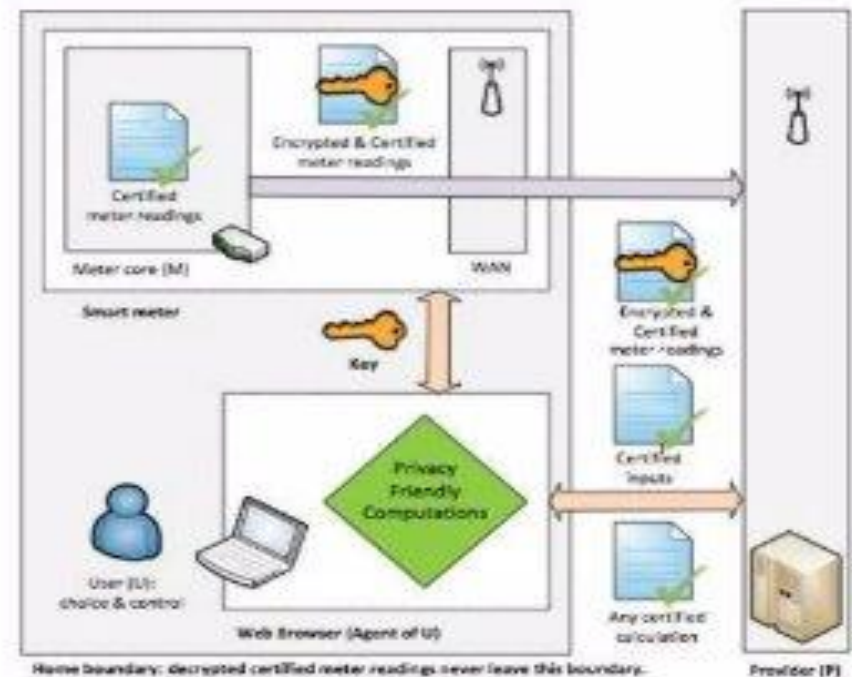 Encrypted & Certified
meter readings
Certified
meter readings
Meter core (M)
WAN
Smart meter
Key
Encrypted &
Certified
meter readings
Certified
inputs
Privacy
Friendly
Computations
User (U):
choice & control
Any certified
calculation
Web Browser (Agent of U)
Home boundary: decrypted certified meter readings never leave this boundary.
Provider (P)